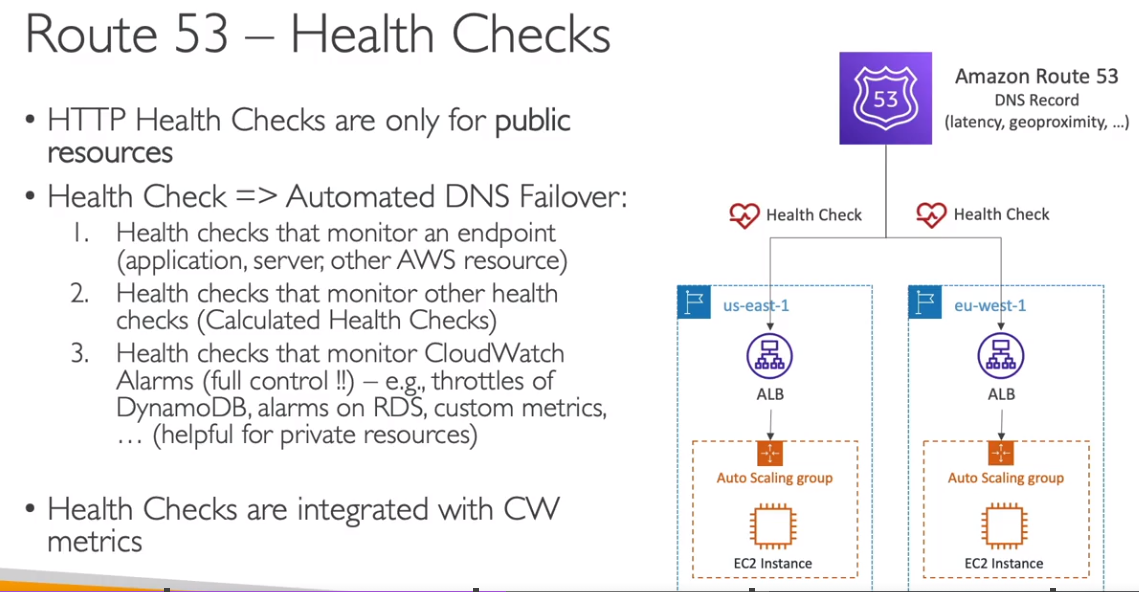 Route 53 – Health Checks
• HTTP Health Checks are only for public
resources
• Health Check => Automated DNS Failover:
1. Health checks that monitor an endpoint
(application, server, other AWS resource)
2. Health checks that monitor other health
checks (Calculated Health Checks)
3. Health checks that monitor CloudWatch
Alarms (full control !!) – e.g., throttles of
DynamoDB, alarms on RDS, custom metrics,
… (helpful for private resources)
• Health Checks are integrated with CW
metrics
53
Amazon Route 53
DNS Record
(latency, geoproximity, …)
Health Check
Health Check
us-east-1
eu-west-1
ALB
ALB
Auto Scaling group
Auto Scaling group
EC2 Instance
EC2 Instance